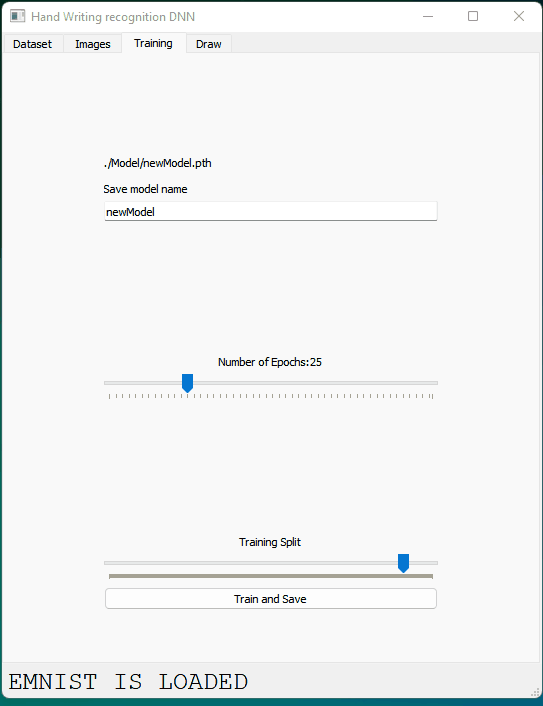 Hand Writing recognition DNN
Dataset Images Training Draw
./Model/newModel.pth
Save model name
newModel
Number of Epochs:25
Training Split
Train and Save
EMNIST IS LOADED